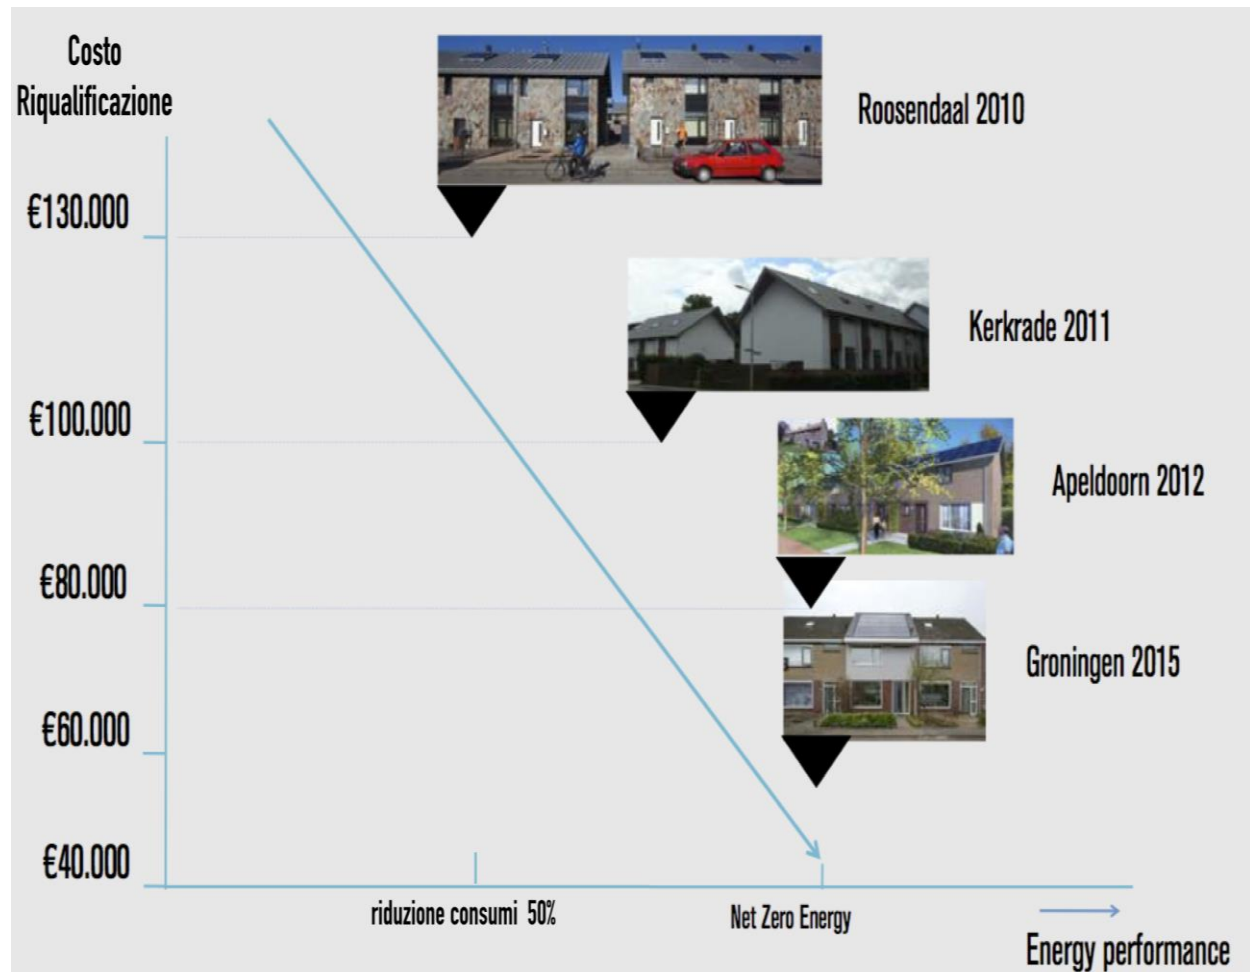 Costo
Riqualificazione
Roosendaal 2010
€130.000
Kerkrade 2011
€100.000
Apeldoorn 2012
€80.000
Groningen 2015
€60.000
€40.000
riduzione consumi 50%
Net Zero Energy
Energy performance